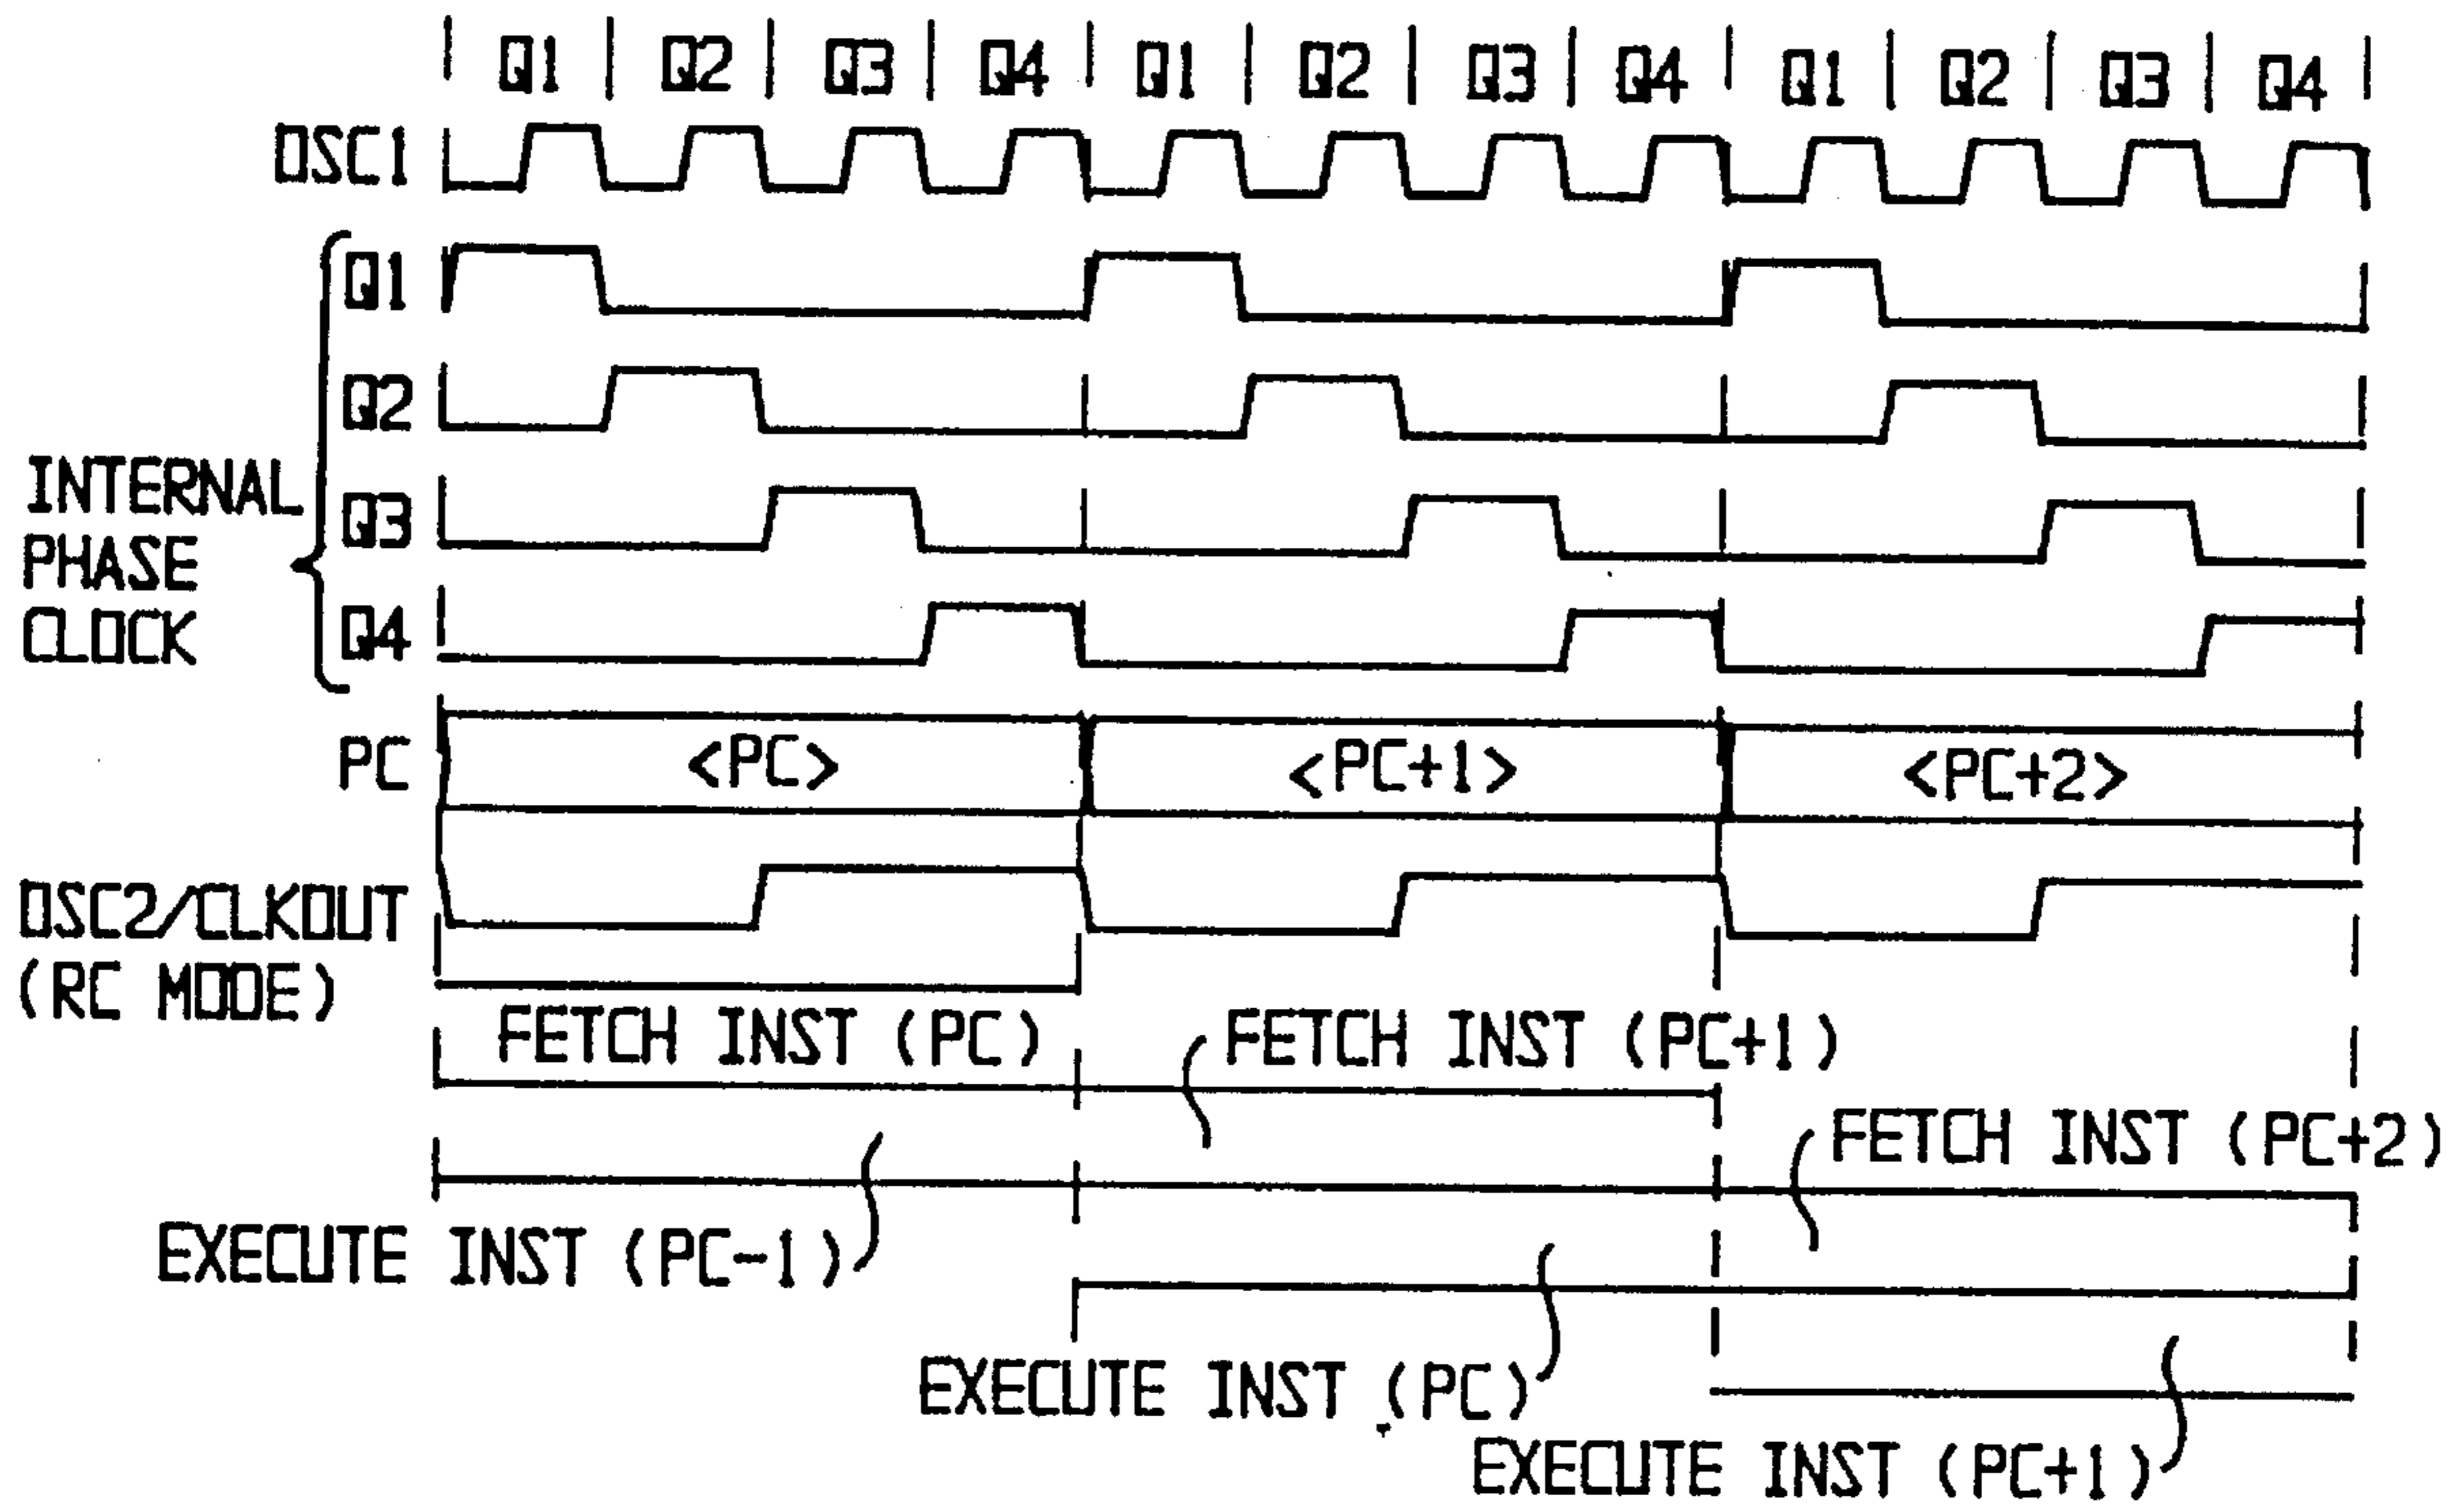 Q1 Q2 Q3 Q4 Q1 Q2 Q3 Q4 Q1 Q2 Q3 Q4
OSC1
Q1
Q2
INTERNAL
PHASE
CLOCK
Q3
Q4
PC <PC> <PC+1> <PC+2>
OSC2/CLKOUT
(RC MODE)
FETCH INST (PC) FETCH INST (PC+1)
FETCH INST (PC+2)
EXECUTE INST (PC-1)
EXECUTE INST (PC)
EXECUTE INST (PC+1)